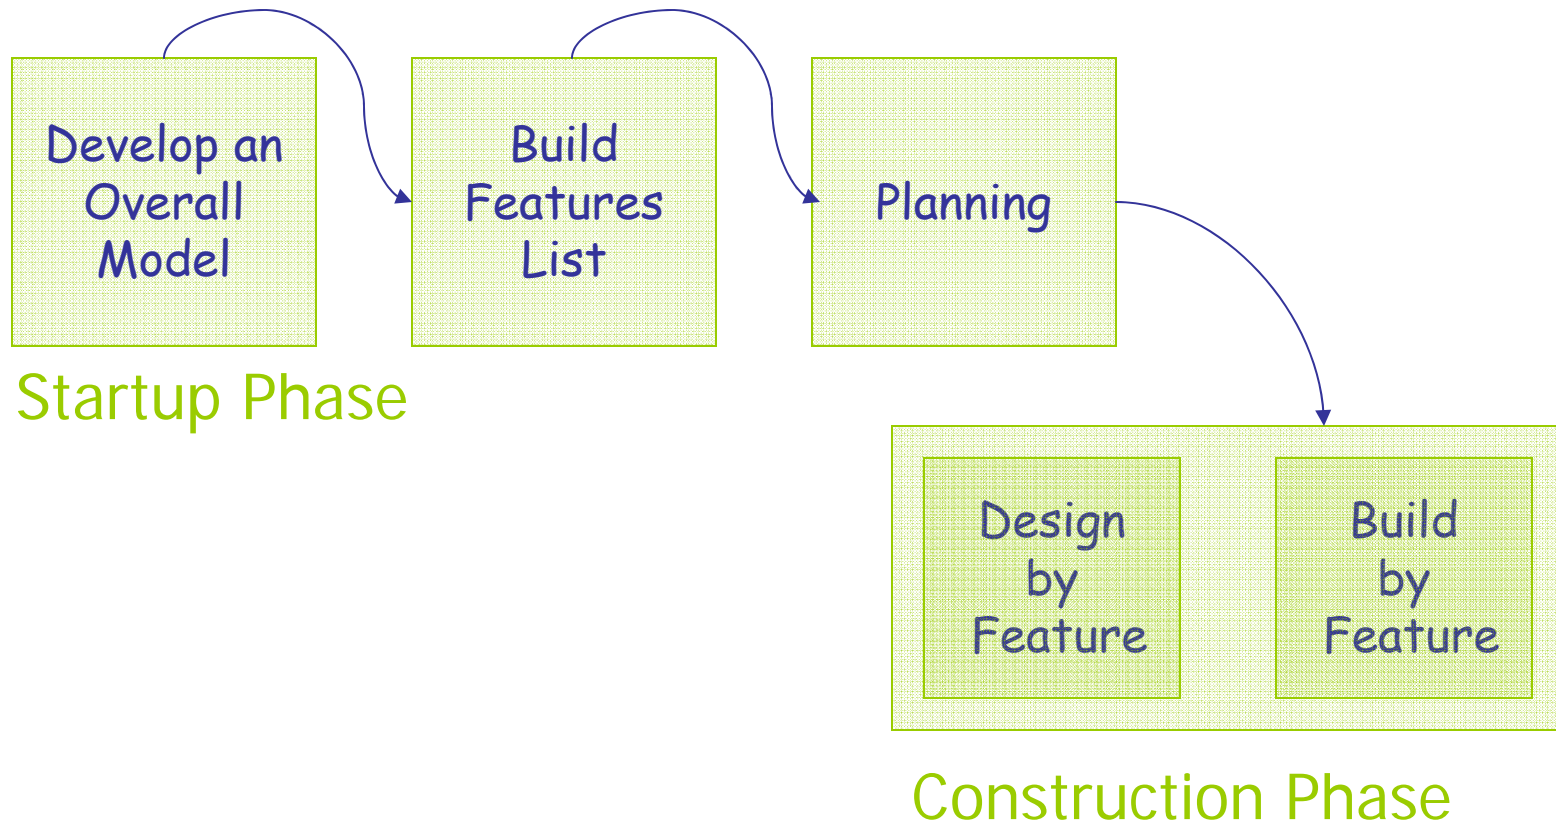 Develop an
Overall
Model
Build
Features
List
Planning
Startup Phase
Design
by
Feature
Build
by
Feature
Construction Phase